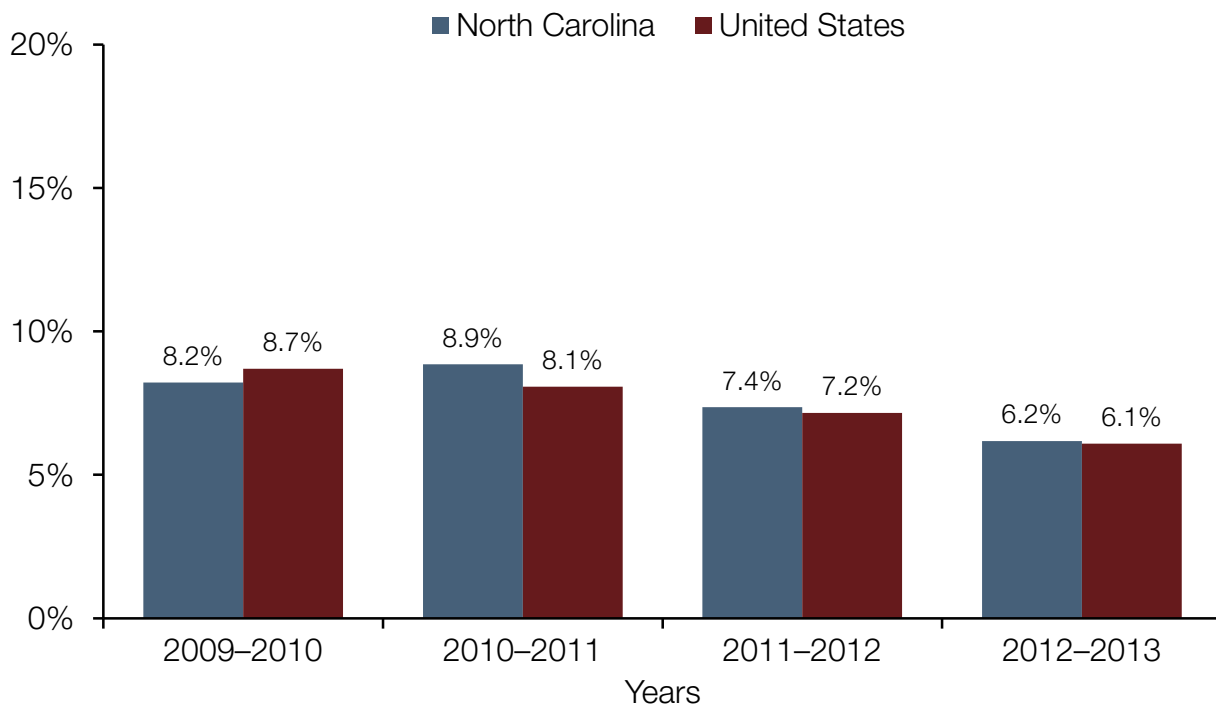 North Carolina United States
20%
15%
10%
5%
0%
8.2% 8.7% 8.9% 8.1% 7.4% 7.2% 6.2% 6.1%
2009–2010 2010–2011 2011–2012 2012–2013
Years